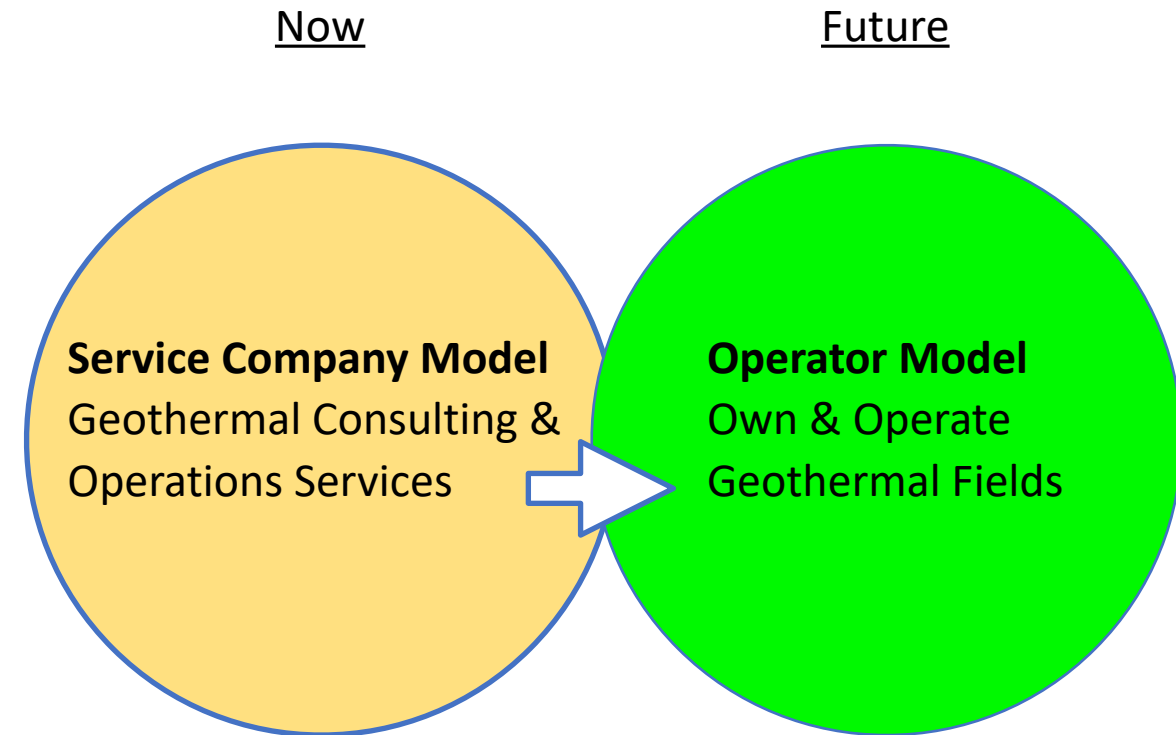 Now
Future
Service Company Model
Geothermal Consulting &
Operations Services
Operator Model
Own & Operate
Geothermal Fields